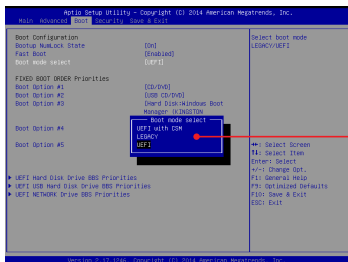 Aptio Setup Utility - Copyright (C) 2014 American Megatrends, Inc.
Main Advanced Boot Security Save & Exit
Boot Configuration
Bootup NumLock State [On]
Fast Boot [Enabled]
Boot mode select [UEFI]
FIXED BOOT ORDER Priorities
Boot Option #1 [CD/DVD]
Boot Option #2 [USB CD/DVD]
Boot Option #3 [Hard Disk:Windows Boot
Manager (KINGSTON
Boot mode select
Boot Option #4 UEFI with CSM
LEGACY
Boot Option #5 UEFI
UEFI Hard Disk Drive BBS Priorities
UEFI USB Hard Disk Drive BBS Priorities
UEFI NETWORK Drive BBS Priorities
Select boot mode
LEGACY/UEFI
: Select Screen
: Select Item
Enter: Select
+/-: Change Opt.
F1: General Help
F9: Optimized Defaults
F10: Save & Exit
ESC: Exit
Version 2.17.1246. Copyright (C) 2014 American Megatrends, Inc.